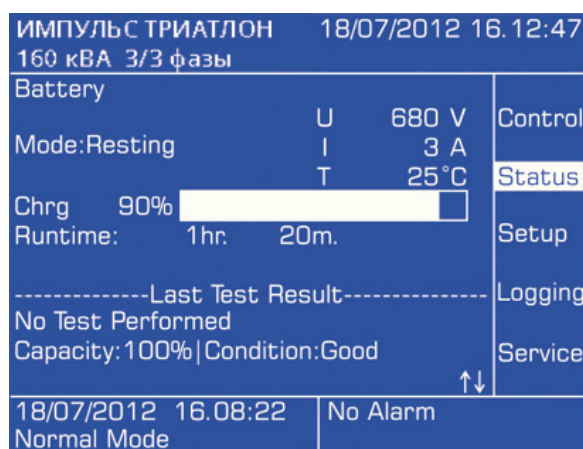 ИМПУЛЬС ТРИАТЛОН 18/07/2012 16.12:47
160 кВА 3/3 фазы
Battery
U 680 V
Control
Mode:Resting I 3 A
T 25°C
Status
Chrg 90%
Runtime: 1hr. 20m.
Setup
-------------Last Test Result---------------
Logging
No Test Performed
Capacity:100%|Condition:Good
Service
↑↓
18/07/2012 16.08:22 No Alarm
Normal Mode